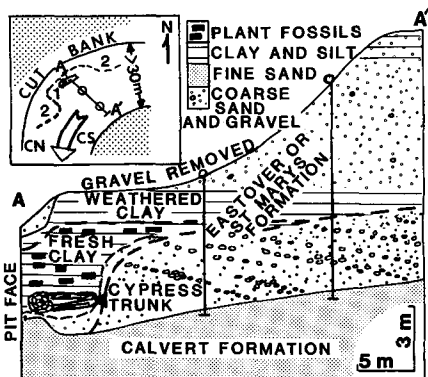 A'
CUT BANK
N
2
2
A
A'
>30m
CN
CS
PLANT FOSSILS
CLAY AND SILT
FINE SAND
COARSE
SAND
AND GRAVEL
GRAVEL REMOVED
A
WEATHERED
CLAY
EASTOVER OR
ST MARYS
FORMATION
FRESH
CLAY
CYPRESS
TRUNK
PIT FACE
CALVERT FORMATION
3 m
5 m